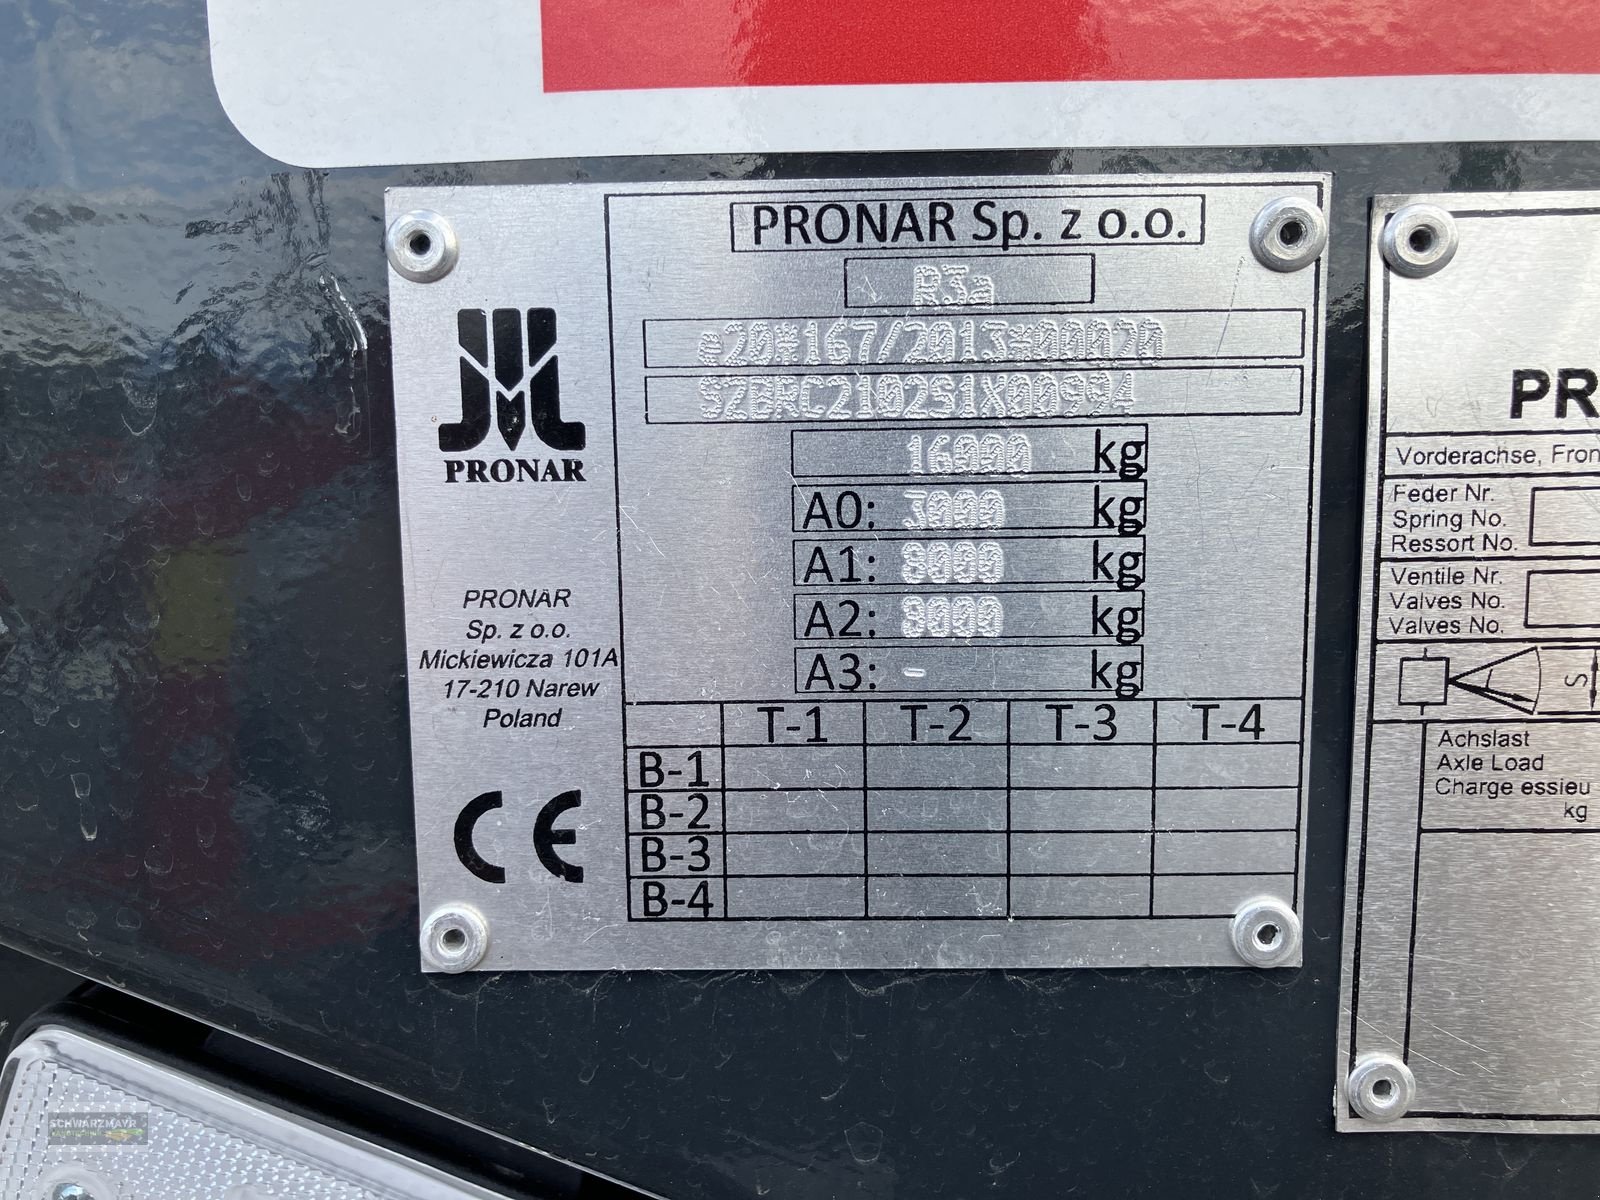 PRONAR
PRONAR
Sp. z o.o.
Mickiewicza 101A
17-210 Narew
Poland
CE
PRONAR Sp. z o.o.
R3a
e20*167/2013*00020
SZBRC2102S1X00994
16000 kg
A0: 3000 kg
A1: 8000 kg
A2: 8000 kg
A3: - kg
T-1 T-2 T-3 T-4
B-1
B-2
B-3
B-4
PR
Vorderachse, Fron
Feder Nr.
Spring No.
Ressort No.
Ventile Nr.
Valves No.
Valves No.
S
Achslast
Axle Load
Charge essieu
kg
SCHWARZMAYR
LANDTECHNIK